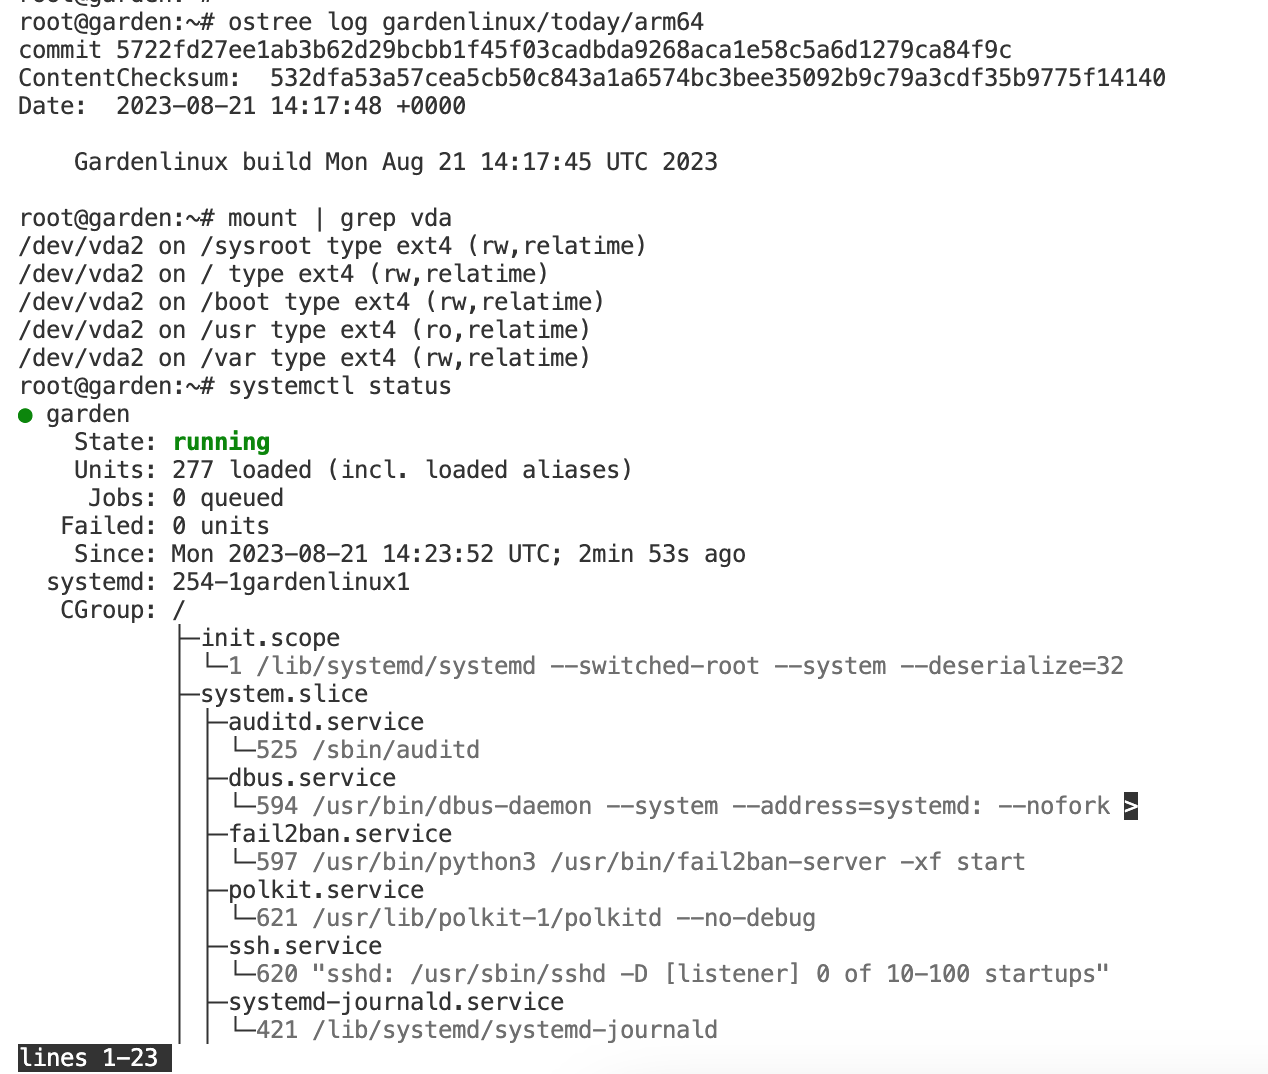 root@garden:~#
root@garden:~# ostree log gardenlinux/today/arm64
commit 5722fd27ee1ab3b62d29bcbb1f45f03cadbda9268aca1e58c5a6d1279ca84f9c
ContentChecksum:  532dfa53a57cea5cb50c843a1a6574bc3bee35092b9c79a3cdf35b9775f14140
Date:  2023-08-21 14:17:48 +0000
    Gardenlinux build Mon Aug 21 14:17:45 UTC 2023
root@garden:~# mount | grep vda
/dev/vda2 on /sysroot type ext4 (rw,relatime)
/dev/vda2 on / type ext4 (rw,relatime)
/dev/vda2 on /boot type ext4 (rw,relatime)
/dev/vda2 on /usr type ext4 (ro,relatime)
/dev/vda2 on /var type ext4 (rw,relatime)
root@garden:~# systemctl status
● garden
    State: running
    Units: 277 loaded (incl. loaded aliases)
     Jobs: 0 queued
   Failed: 0 units
    Since: Mon 2023-08-21 14:23:52 UTC; 2min 53s ago
  systemd: 254-1gardenlinux1
   CGroup: /
           ├─init.scope
           │ └─1 /lib/systemd/systemd --switched-root --system --deserialize=32
           ├─system.slice
           │ ├─auditd.service
           │ │ └─525 /sbin/auditd
           │ ├─dbus.service
           │ │ └─594 /usr/bin/dbus-daemon --system --address=systemd: --nofork >
           │ ├─fail2ban.service
           │ │ └─597 /usr/bin/python3 /usr/bin/fail2ban-server -xf start
           │ ├─polkit.service
           │ │ └─621 /usr/lib/polkit-1/polkitd --no-debug
           │ ├─ssh.service
           │ │ └─620 "sshd: /usr/sbin/sshd -D [listener] 0 of 10-100 startups"
           │ ├─systemd-journald.service
           │ │ └─421 /lib/systemd/systemd-journald
lines 1-23